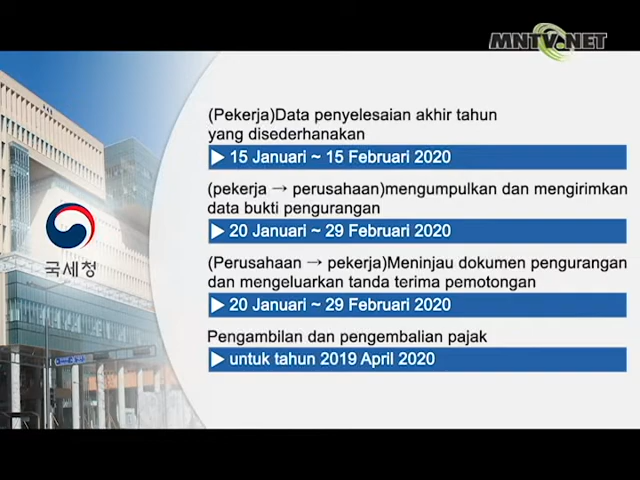 MNTV.NET
(Pekerja)Data penyelesaian akhir tahun
yang disederhanakan
▶ 15 Januari ~ 15 Februari 2020
(pekerja → perusahaan)mengumpulkan dan mengirimkan
data bukti pengurangan
▶ 20 Januari ~ 29 Februari 2020
(Perusahaan → pekerja)Meninjau dokumen pengurangan
dan mengeluarkan tanda terima pemotongan
▶ 20 Januari ~ 29 Februari 2020
Pengambilan dan pengembalian pajak
▶ untuk tahun 2019 April 2020
국세청